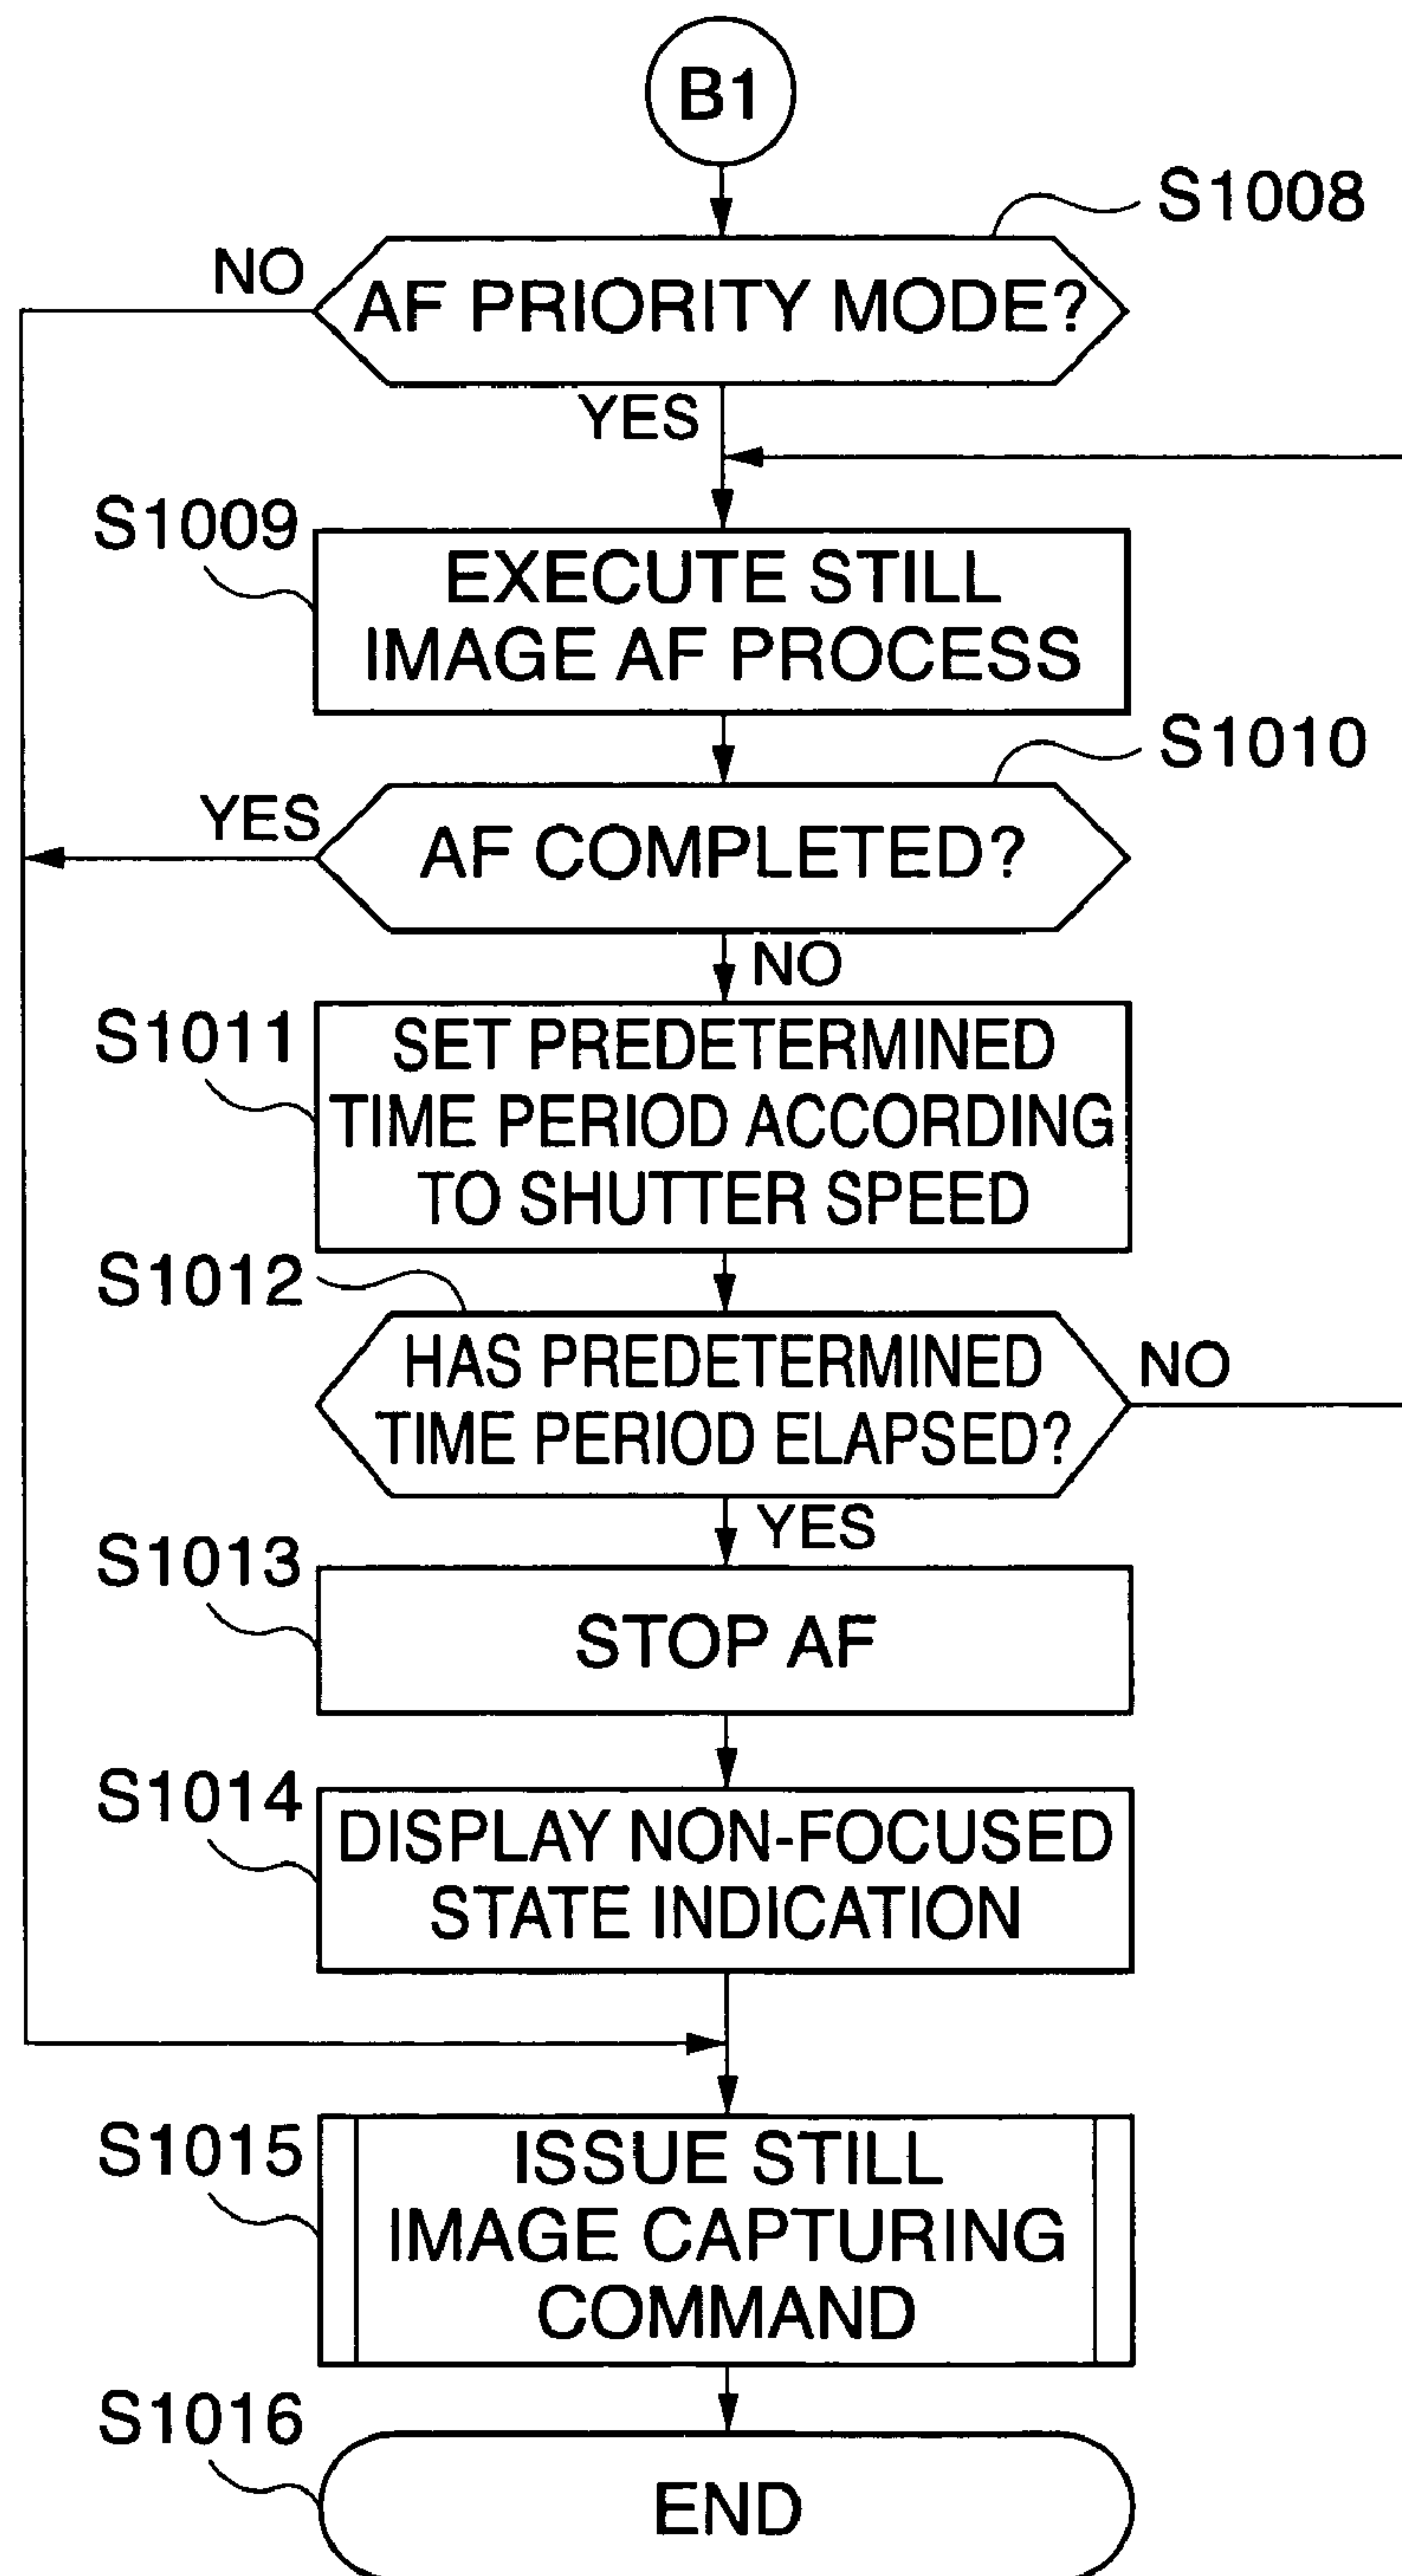 B1
S1008
NO
AF PRIORITY MODE?
YES
S1009
EXECUTE STILL
IMAGE AF PROCESS
S1010
YES
AF COMPLETED?
NO
S1011
SET PREDETERMINED
TIME PERIOD ACCORDING
TO SHUTTER SPEED
S1012
HAS PREDETERMINED
TIME PERIOD ELAPSED?
NO
YES
S1013
STOP AF
S1014
DISPLAY NON-FOCUSED
STATE INDICATION
S1015
ISSUE STILL
IMAGE CAPTURING
COMMAND
S1016
END